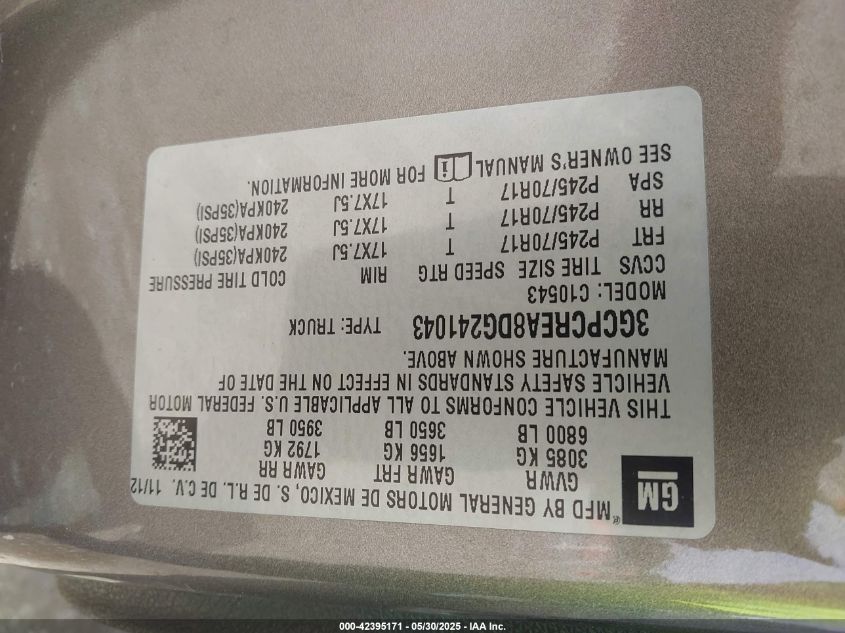 GM
MFD BY GENERAL MOTORS DE MEXICO, S. DE R.L. DE C.V. 11/12
GVWR GAWR FRT GAWR RR
3085 KG 1656 KG 1792 KG
6800 LB 3650 LB 3950 LB
THIS VEHICLE CONFORMS TO ALL APPLICABLE U.S. FEDERAL MOTOR
VEHICLE SAFETY STANDARDS IN EFFECT ON THE DATE OF
MANUFACTURE SHOWN ABOVE.
3GCPCREA8DG241043 TYPE: TRUCK
MODEL: C10543
CCVS TIRE SIZE SPEED RTG RIM COLD TIRE PRESSURE
FRT P245/70R17 T 17X7.5J 240KPA(35PSI)
RR P245/70R17 T 17X7.5J 240KPA(35PSI)
SPA P245/70R17 T 17X7.5J 240KPA(35PSI)
SEE OWNER'S MANUAL FOR MORE INFORMATION.
000-42395171 - 05/30/2025 - IAA Inc.